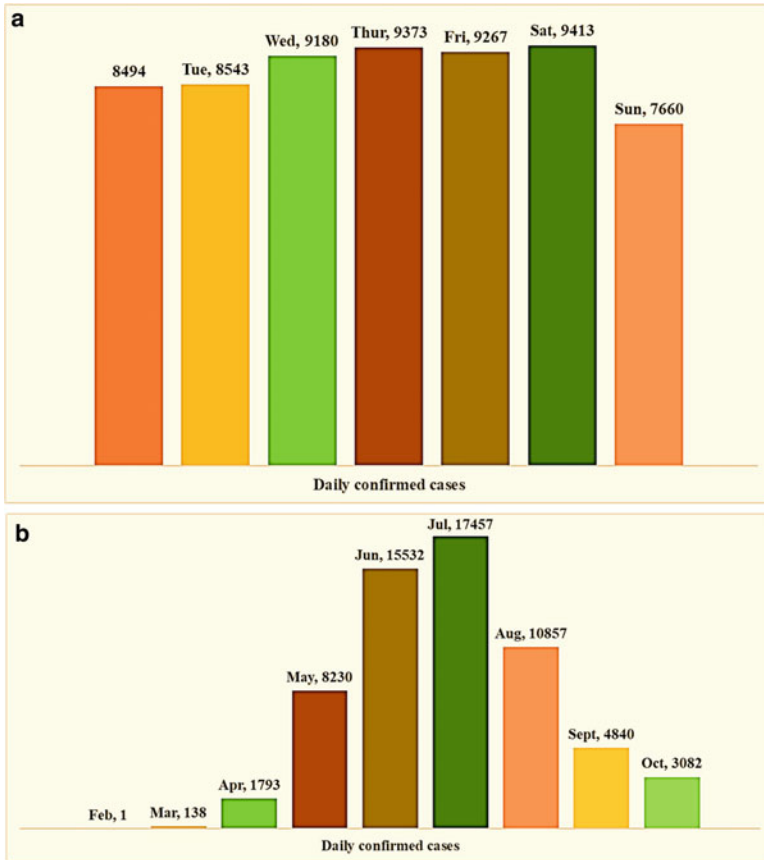 a
8494
Tue, 8543
Wed, 9180
Thur, 9373
Fri, 9267
Sat, 9413
Sun, 7660
Daily confirmed cases
b
Feb, 1
Mar, 138
Apr, 1793
May, 8230
Jun, 15532
Jul, 17457
Aug, 10857
Sept, 4840
Oct, 3082
Daily confirmed cases